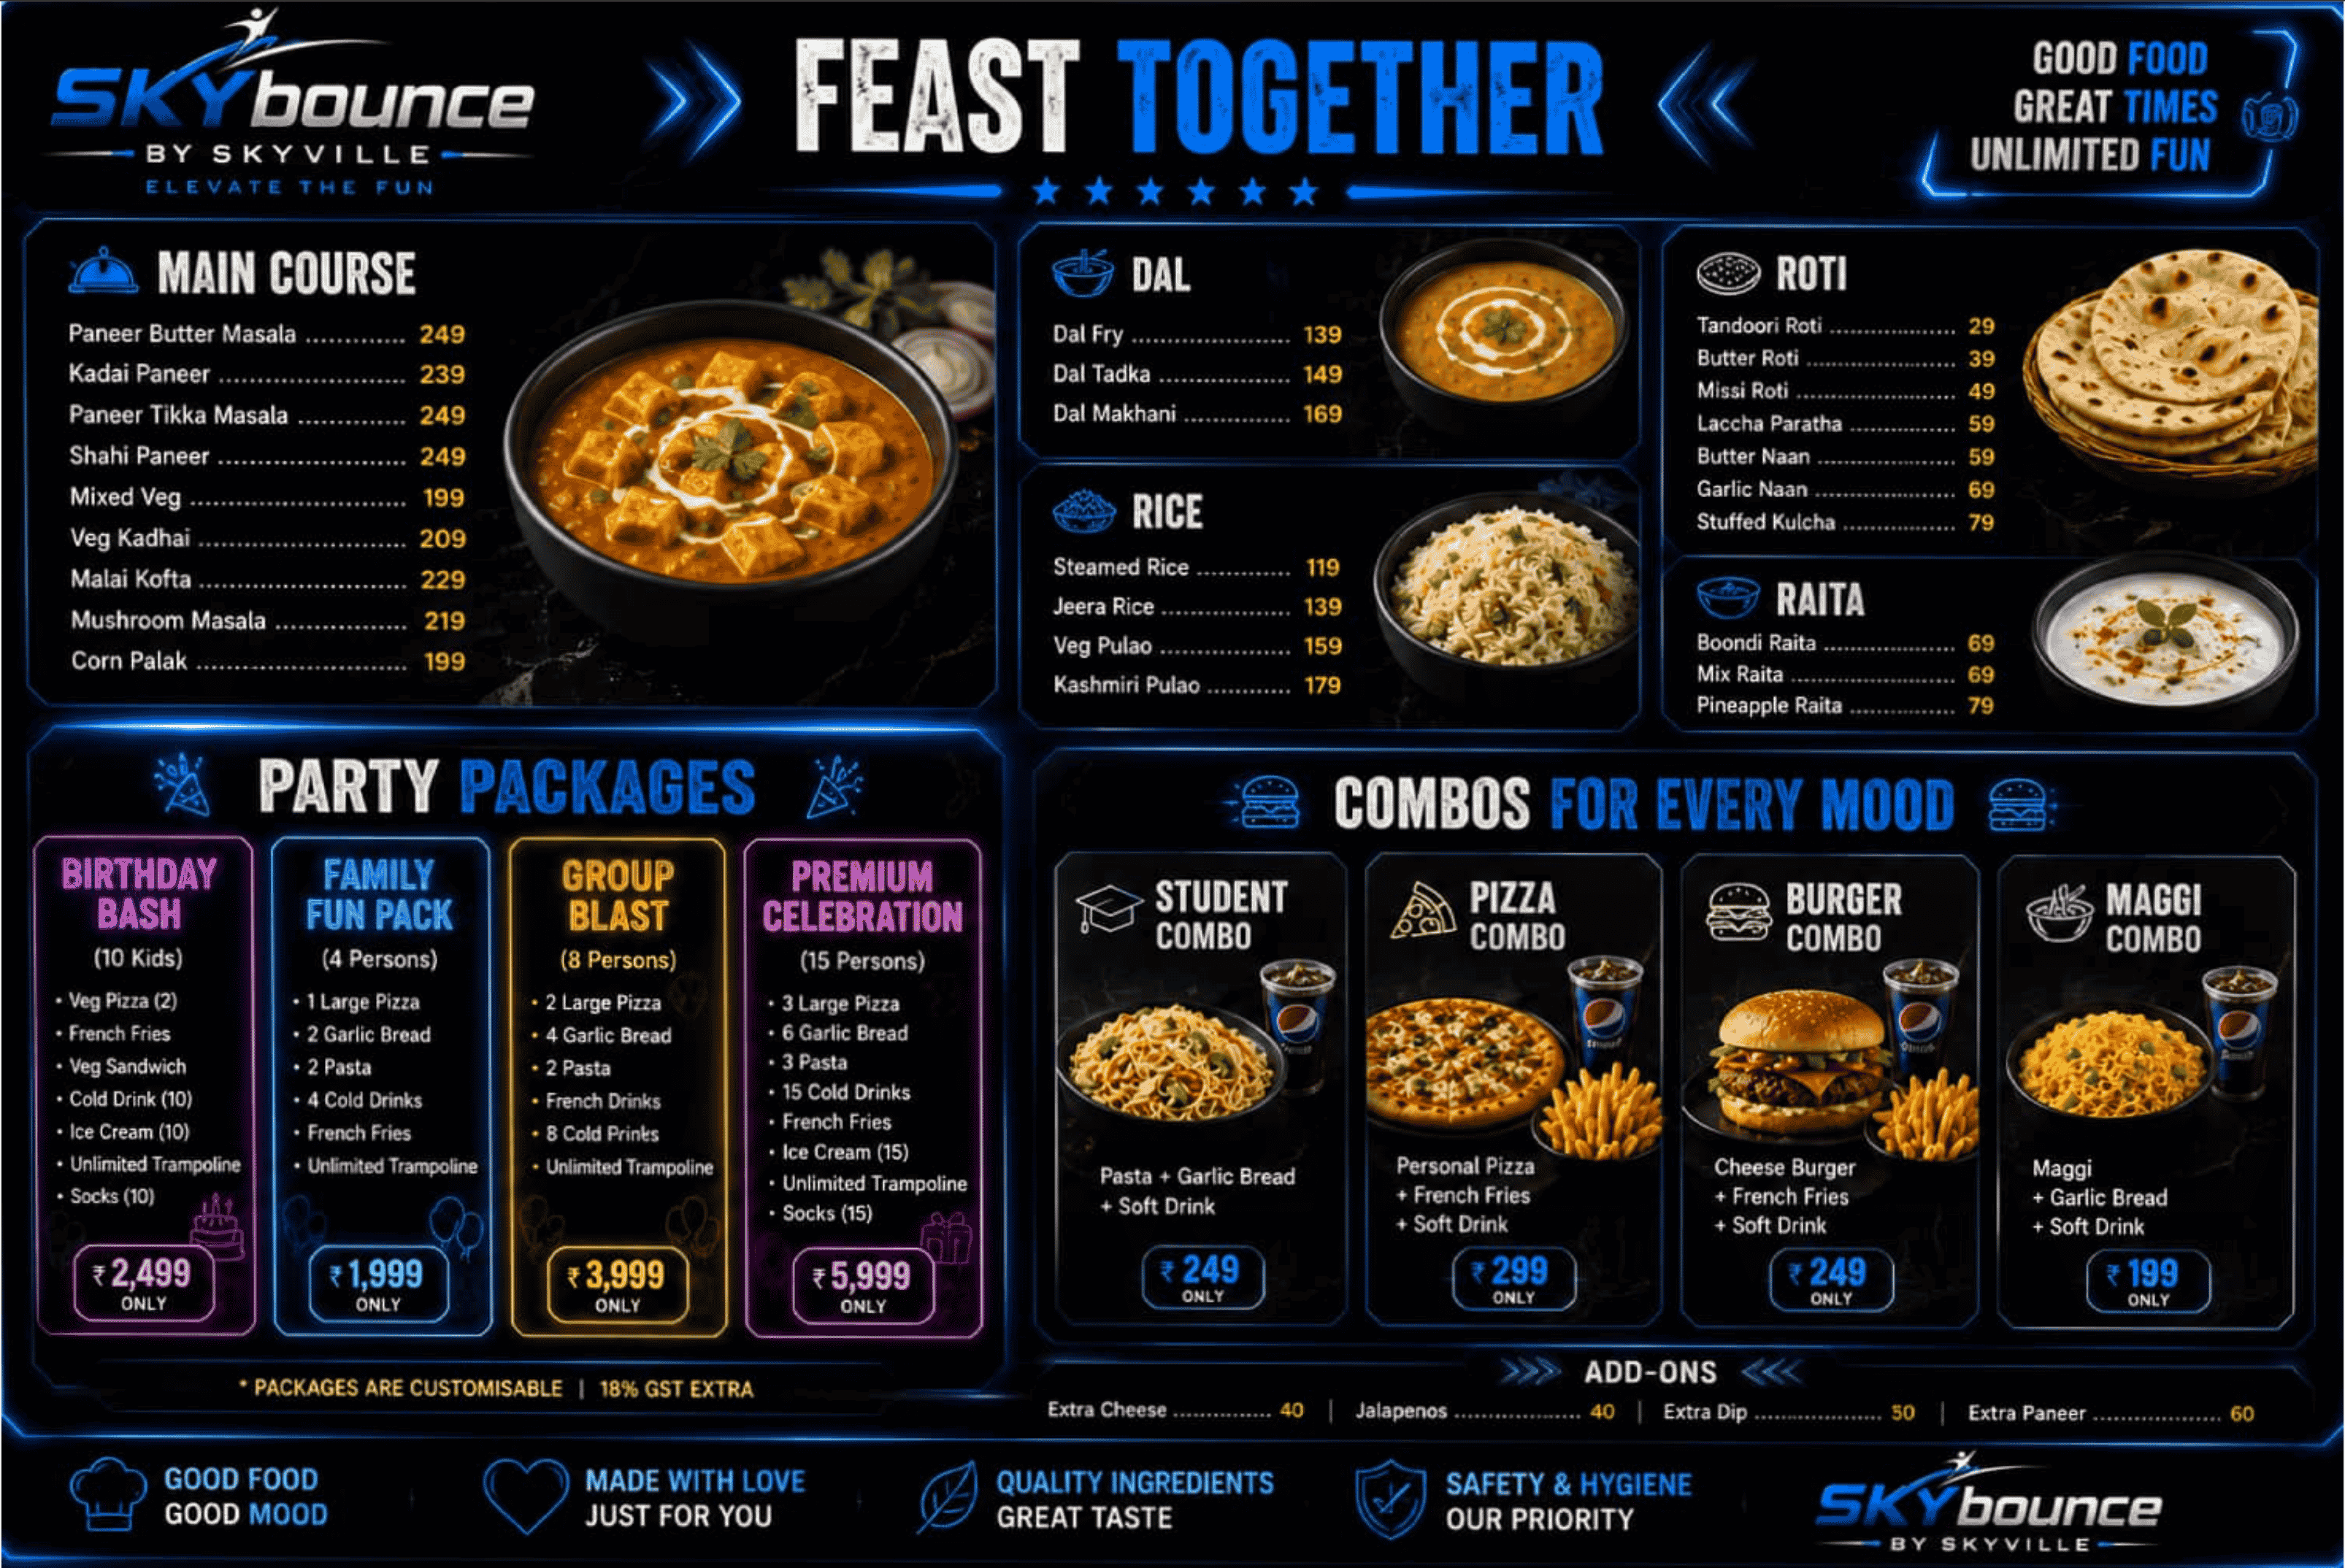 SKYbounce
BY SKYVILLE
ELEVATE THE FUN
FEAST TOGETHER
GOOD FOOD
GREAT TIMES
UNLIMITED FUN
MAIN COURSE
Paneer Butter Masala ............. 249
Kadai Paneer ............. 239
Paneer Tikka Masala ............. 249
Shahi Paneer ............. 249
Mixed Veg ............. 199
Veg Kadhai ............. 209
Malai Kofta ............. 229
Mushroom Masala ............. 219
Corn Palak ............. 199
DAL
Dal Fry ............. 139
Dal Tadka ............. 149
Dal Makhani ............. 169
RICE
Steamed Rice ............. 119
Jeera Rice ............. 139
Veg Pulao ............. 159
Kashmiri Pulao ............. 179
ROTI
Tandoori Roti ............. 29
Butter Roti ............. 39
Missi Roti ............. 49
Laccha Paratha ............. 59
Butter Naan ............. 59
Garlic Naan ............. 69
Stuffed Kulcha ............. 79
RAITA
Boondi Raita ............. 69
Mix Raita ............. 69
Pineapple Raita ............. 79
PARTY PACKAGES
BIRTHDAY
BASH
(10 Kids)
• Veg Pizza (2)
• French Fries
• Veg Sandwich
• Cold Drink (10)
• Ice Cream (10)
• Unlimited Trampoline
• Socks (10)
₹ 2,499
ONLY
FAMILY
FUN PACK
(4 Persons)
• 1 Large Pizza
• 2 Garlic Bread
• 2 Pasta
• 4 Cold Drinks
• French Fries
• Unlimited Trampoline
₹ 1,999
ONLY
GROUP
BLAST
(8 Persons)
• 2 Large Pizza
• 4 Garlic Bread
• 2 Pasta
• French Drinks
• 8 Cold Prinks
• Unlimited Trampoline
₹ 3,999
ONLY
PREMIUM
CELEBRATION
(15 Persons)
• 3 Large Pizza
• 6 Garlic Bread
• 3 Pasta
• 15 Cold Drinks
• French Fries
• Ice Cream (15)
• Unlimited Trampoline
• Socks (15)
₹ 5,999
ONLY
* PACKAGES ARE CUSTOMISABLE | 18% GST EXTRA
COMBOS FOR EVERY MOOD
STUDENT
COMBO
Pasta + Garlic Bread
+ Soft Drink
₹ 249
ONLY
PIZZA
COMBO
Personal Pizza
+ French Fries
+ Soft Drink
₹ 299
ONLY
BURGER
COMBO
Cheese Burger
+ French Fries
+ Soft Drink
₹ 249
ONLY
MAGGI
COMBO
Maggi
+ Garlic Bread
+ Soft Drink
₹ 199
ONLY
ADD-ONS
Extra Cheese ............. 40 | Jalapenos ............. 40 | Extra Dip ............. | Extra Paneer ............. 60
GOOD FOOD
GOOD MOOD
MADE WITH LOVE
JUST FOR YOU
QUALITY INGREDIENTS
GREAT TASTE
SAFETY & HYGIENE
OUR PRIORITY
SKYbounce
BY SKYVILLE